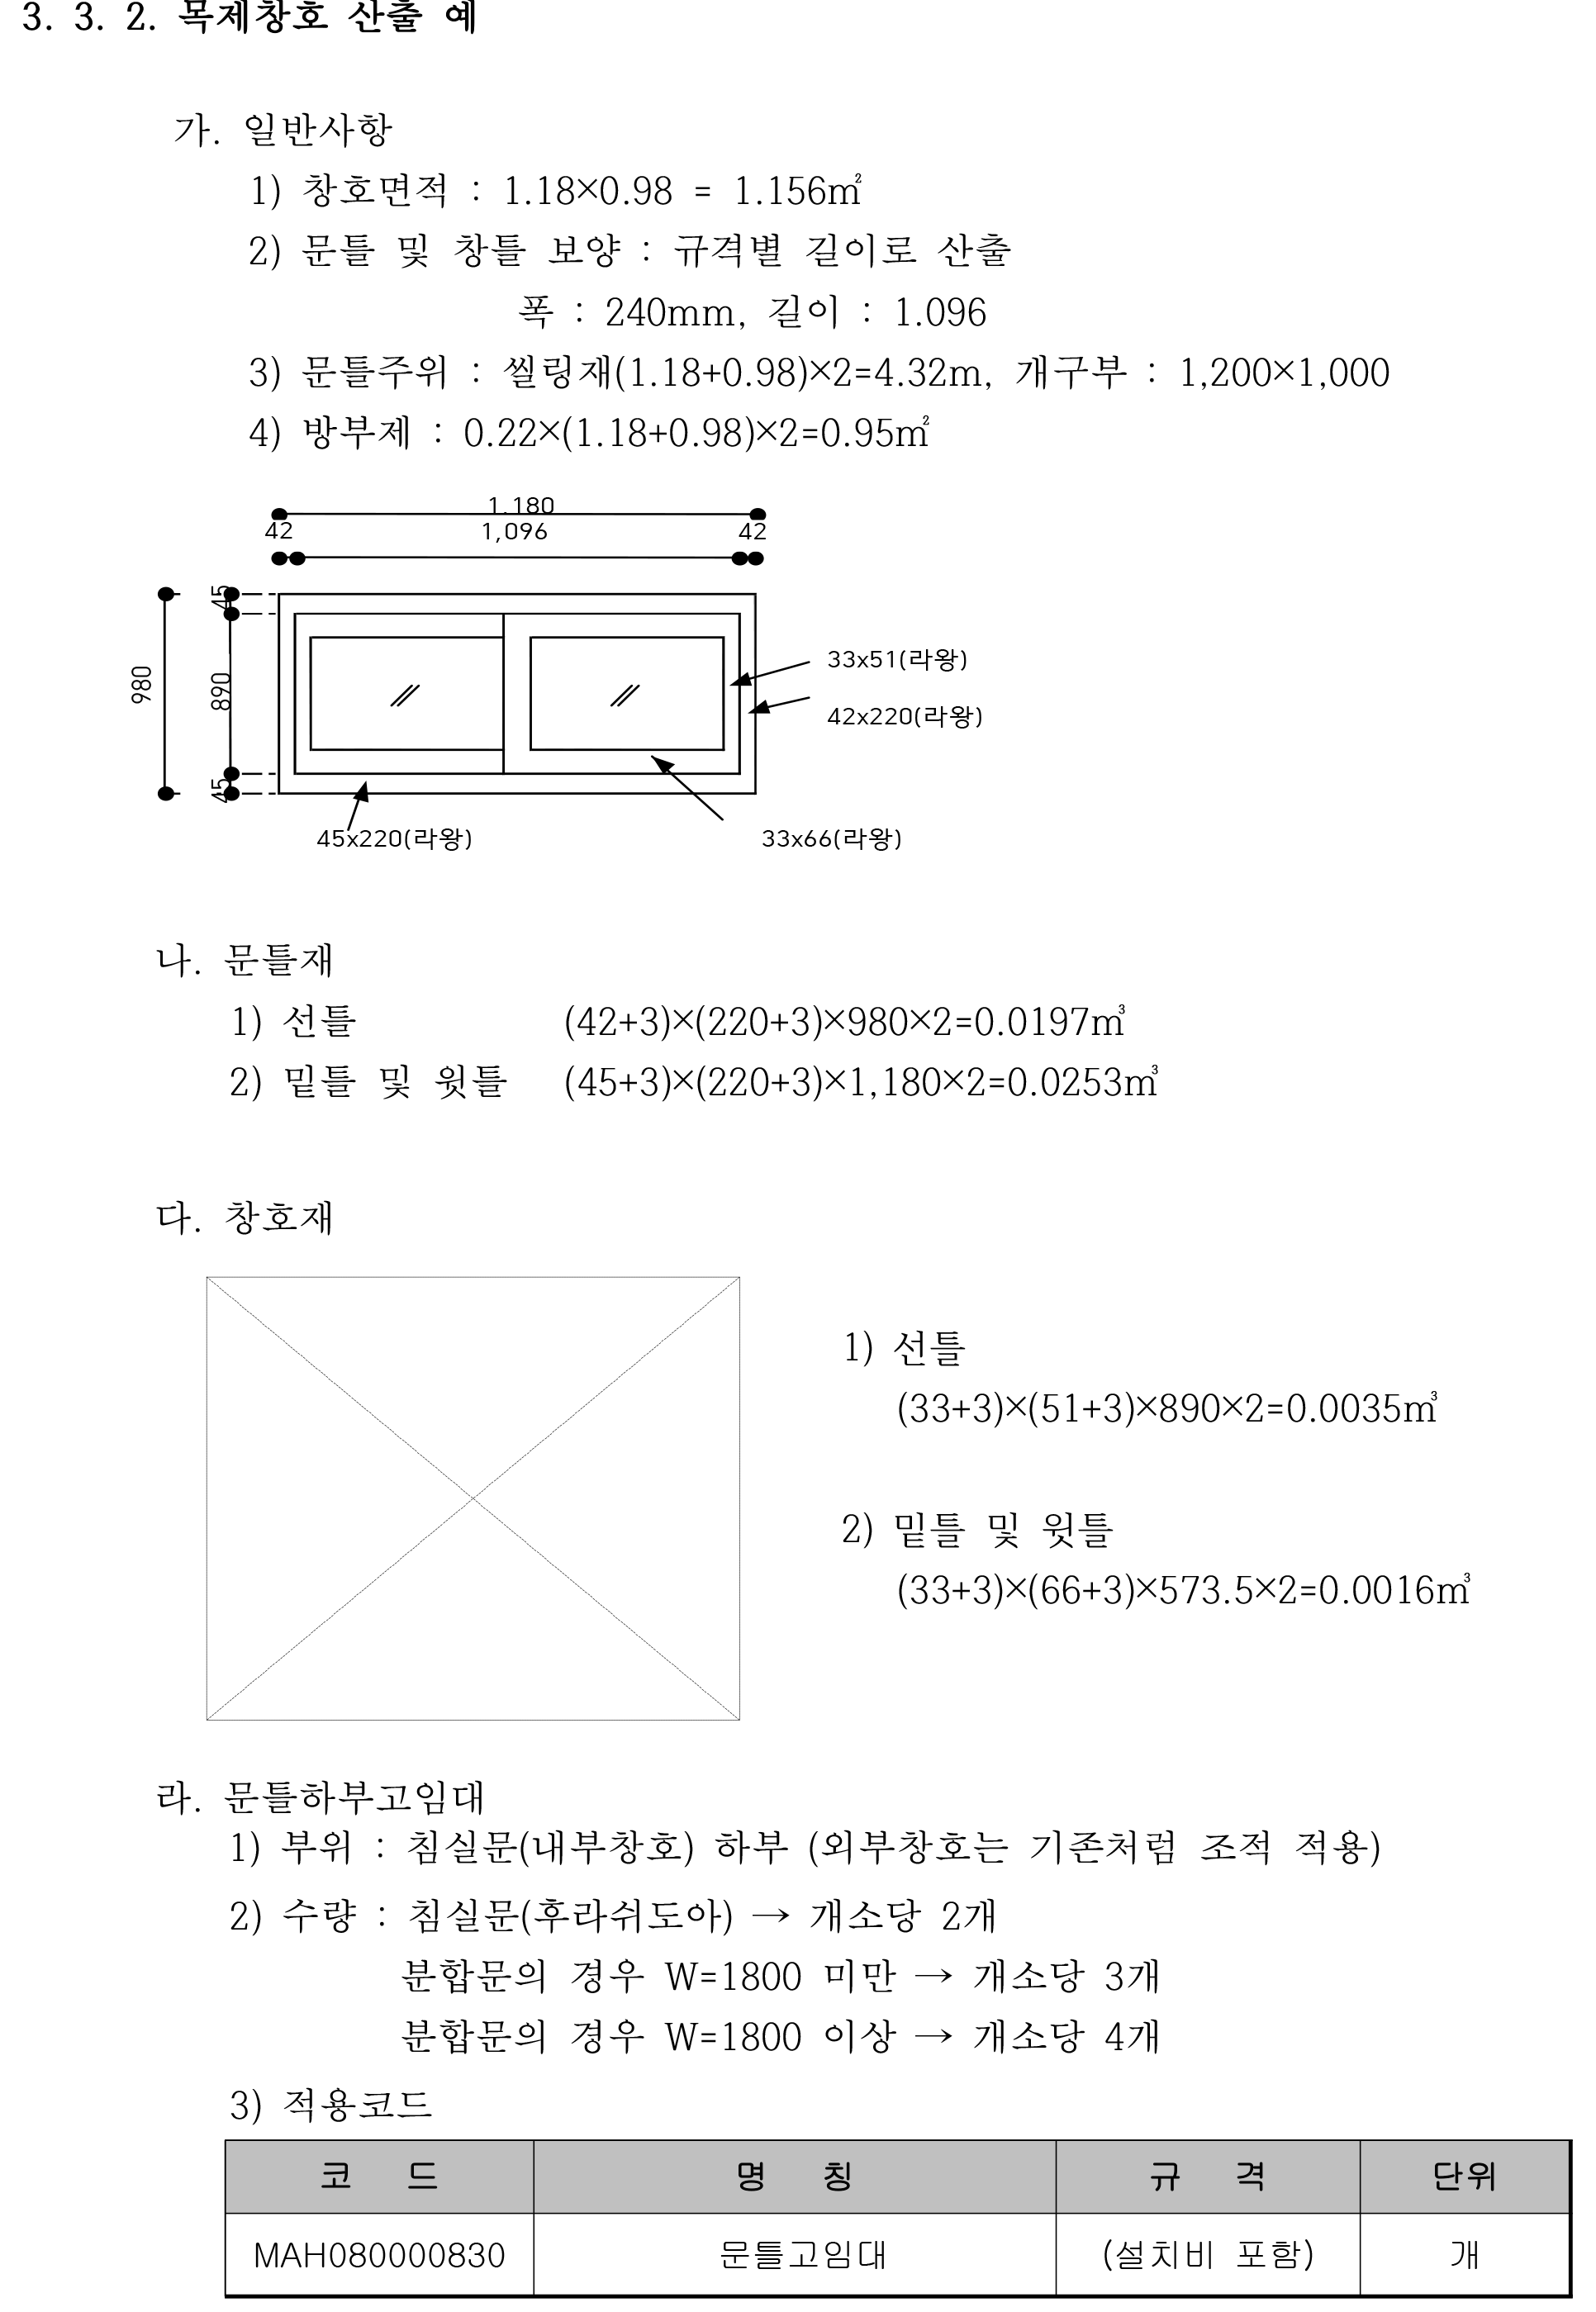 3. 3. 2. 목제창호 산출 예
가. 일반사항
1) 창호면적 : 1.18×0.98 = 1.156㎡
2) 문틀 및 창틀 보양 : 규격별 길이로 산출
폭 : 240mm, 길이 : 1.096
3) 문틀주위 : 씰링재(1.18+0.98)×2=4.32m, 개구부 : 1,200×1,000
4) 방부제 : 0.22×(1.18+0.98)×2=0.95㎡
1,180
42 1,096 42
45
980
890
45
33x51(라왕)
42x220(라왕)
45x220(라왕) 33x66(라왕)
나. 문틀재
1) 선틀 (42+3)×(220+3)×980×2=0.0197㎥
2) 밑틀 및 윗틀 (45+3)×(220+3)×1,180×2=0.0253㎥
다. 창호재
1) 선틀
(33+3)×(51+3)×890×2=0.0035㎥
2) 밑틀 및 윗틀
(33+3)×(66+3)×573.5×2=0.0016㎥
라. 문틀하부고임대
1) 부위 : 침실문(내부창호) 하부 (외부창호는 기존처럼 조적 적용)
2) 수량 : 침실문(후라쉬도아) → 개소당 2개
분합문의 경우 W=1800 미만 → 개소당 3개
분합문의 경우 W=1800 이상 → 개소당 4개
3) 적용코드
코 드 명 칭 규 격 단위
MAH080000830 문틀고임대 (설치비 포함) 개